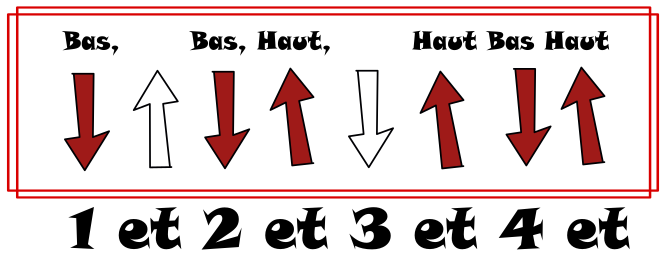 Bas, Bas, Haut, Haut Bas Haut
1 et 2 et 3 et 4 et